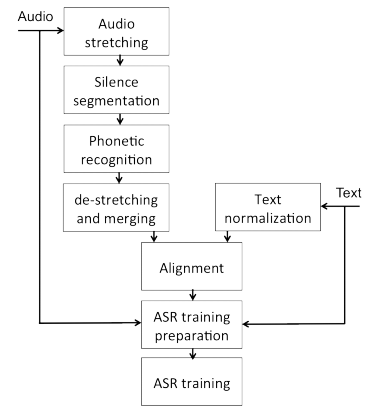 Audio
Audio
stretching
Silence
segmentation
Phonetic
recognition
de-stretching
and merging
Text
normalization
Text
Alignment
ASR training
preparation
ASR training